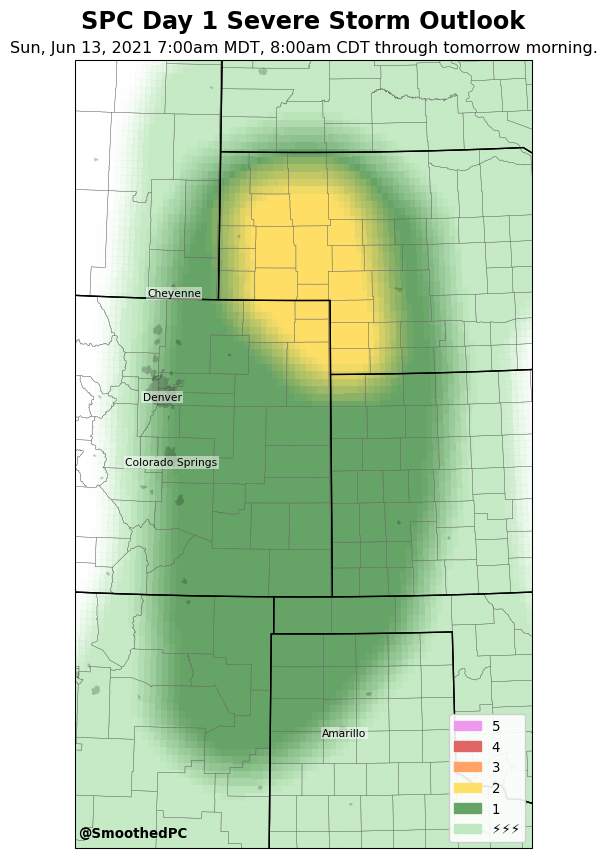 SPC Day 1 Severe Storm Outlook
Sun, Jun 13, 2021 7:00am MDT, 8:00am CDT through tomorrow morning.
Cheyenne
Denver
Colorado Springs
Amarillo
5
4
3
2
1
⚡⚡⚡
@SmoothedPC